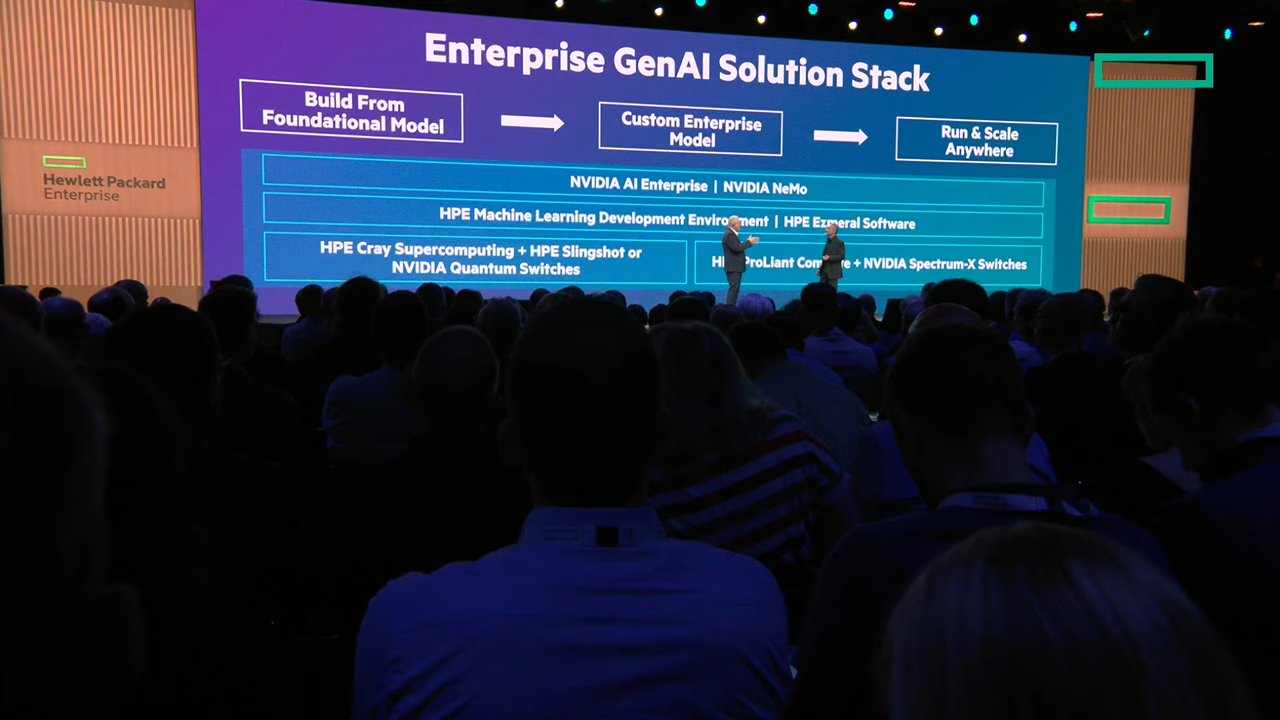 Enterprise GenAI Solution Stack
Build From
Foundational Model
Custom Enterprise
Model
Run & Scale
Anywhere
NVIDIA AI Enterprise | NVIDIA NeMo
HPE Machine Learning Development Environment | HPE Ezmeral Software
HPE Cray Supercomputing + HPE Slingshot or
NVIDIA Quantum Switches
ProLiant + NVIDIA Spectrum-X Switches
Hewlett Packard
Enterprise